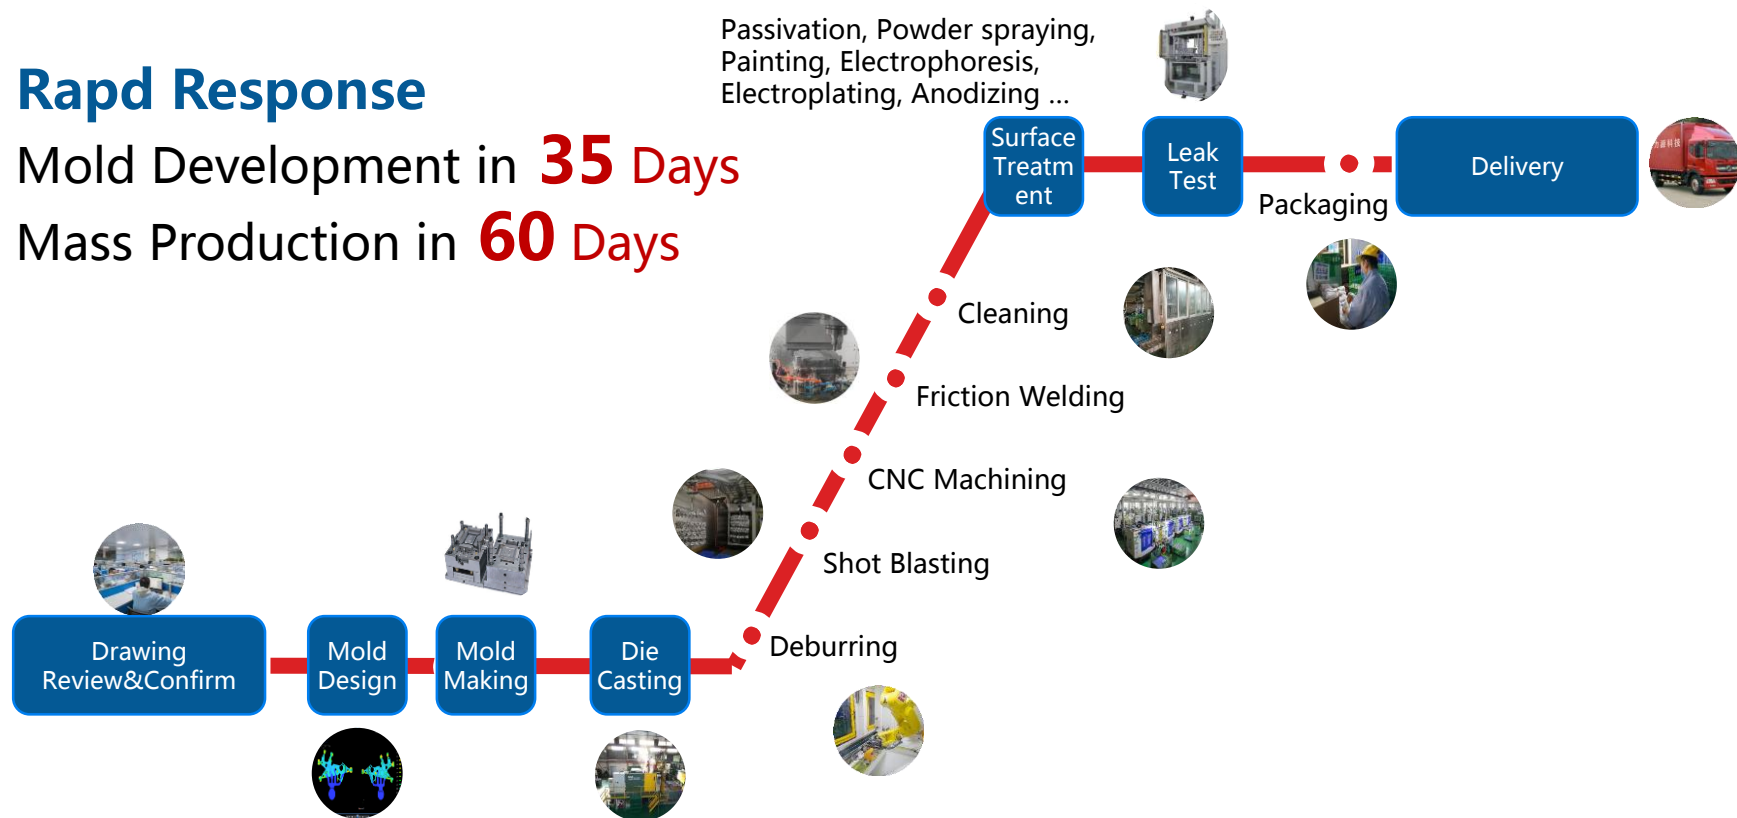 Rapd Response
Mold Development in 35 Days
Mass Production in 60 Days
Passivation, Powder spraying,
Painting, Electrophoresis,
Electroplating, Anodizing ...
Surface
Treatm
ent
Leak
Test
Packaging
Delivery
Cleaning
Friction Welding
CNC Machining
Shot Blasting
Deburring
Drawing
Review&Confirm
Mold
Design
Mold
Making
Die
Casting